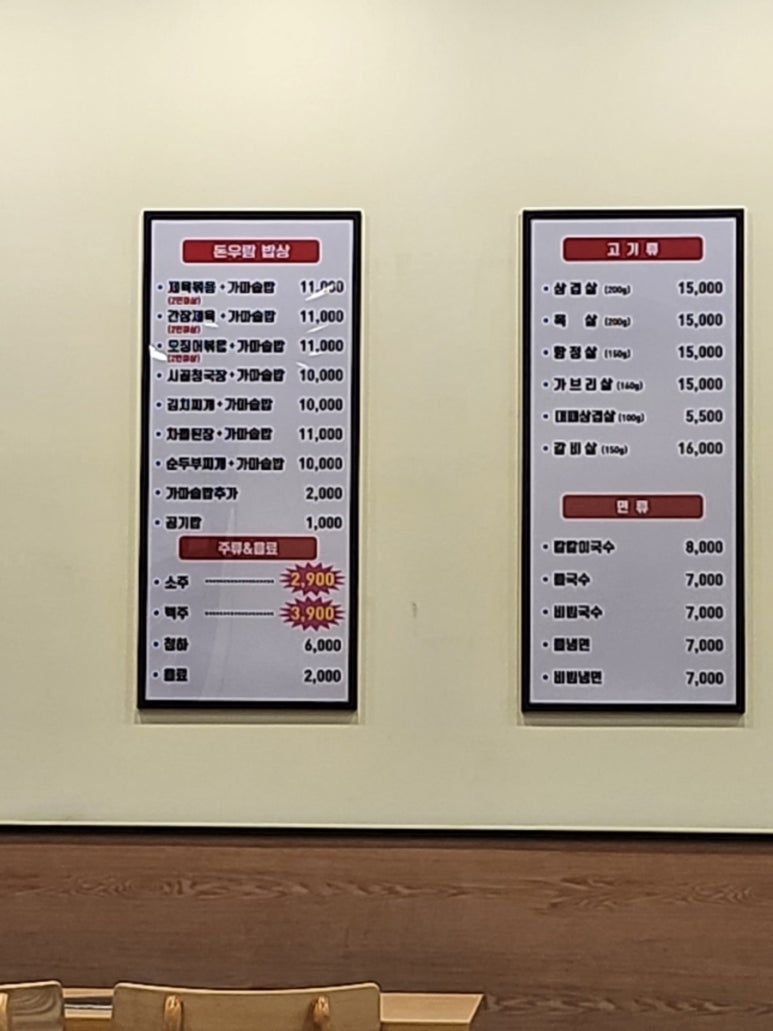 돈우람 밥상
• 제육볶음 + 가마솥밥 11,000
(2인이상)
• 간장제육 + 가마솥밥 11,000
(2인이상)
• 오징어볶음 + 가마솥밥 11,000
(2인이상)
• 시골청국장 + 가마솥밥 10,000
• 김치찌개 + 가마솥밥 10,000
• 차돌된장 + 가마솥밥 11,000
• 순두부찌개 + 가마솥밥 10,000
• 가마솥밥추가 2,000
• 공기밥 1,000
주류&음료
• 소주 2,900
• 맥주 3,900
• 청하 6,000
• 음료 2,000
고기류
• 삼겹살 (200g) 15,000
• 목살 (200g) 15,000
• 항정살 (150g) 15,000
• 가브리살 (160g) 15,000
• 대패삼겹살 (100g) 5,500
• 갈비살 (150g) 16,000
면류
• 칼칼이국수 8,000
• 물국수 7,000
• 비빔국수 7,000
• 물냉면 7,000
• 비빔냉면 7,000